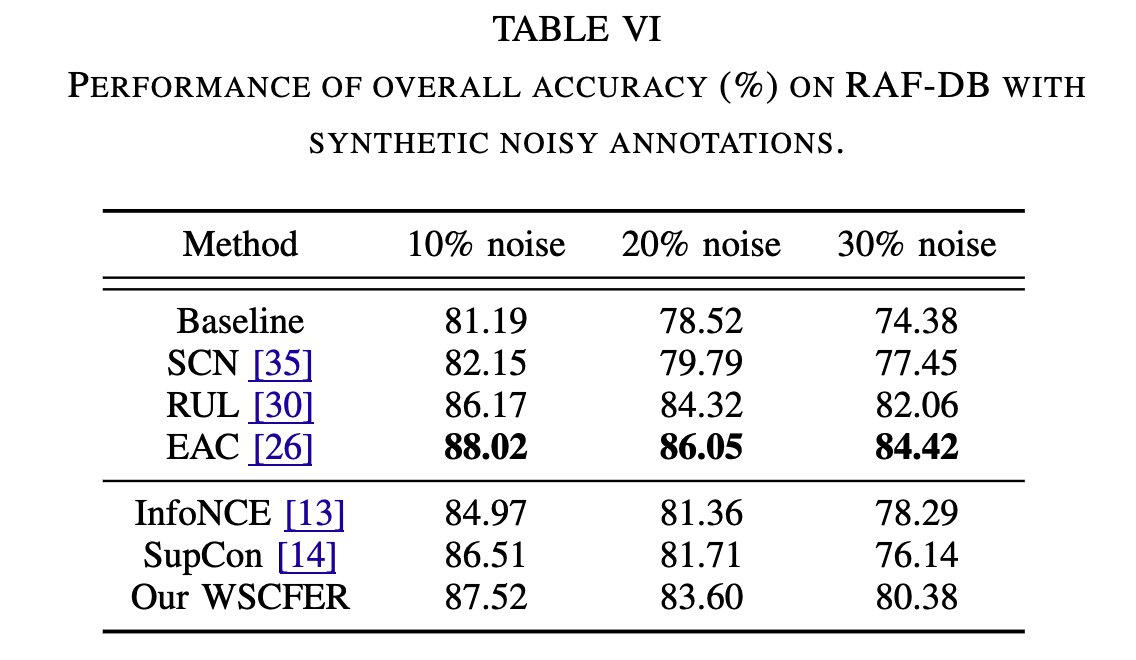 TABLE VI
PERFORMANCE OF OVERALL ACCURACY (%) ON RAF-DB WITH
SYNTHETIC NOISY ANNOTATIONS.
Method 10% noise 20% noise 30% noise
Baseline 81.19 78.52 74.38
SCN [35] 82.15 79.79 77.45
RUL [30] 86.17 84.32 82.06
EAC [26] 88.02 86.05 84.42
InfoNCE [13] 84.97 81.36 78.29
SupCon [14] 86.51 81.71 76.14
Our WSCFER 87.52 83.60 80.38